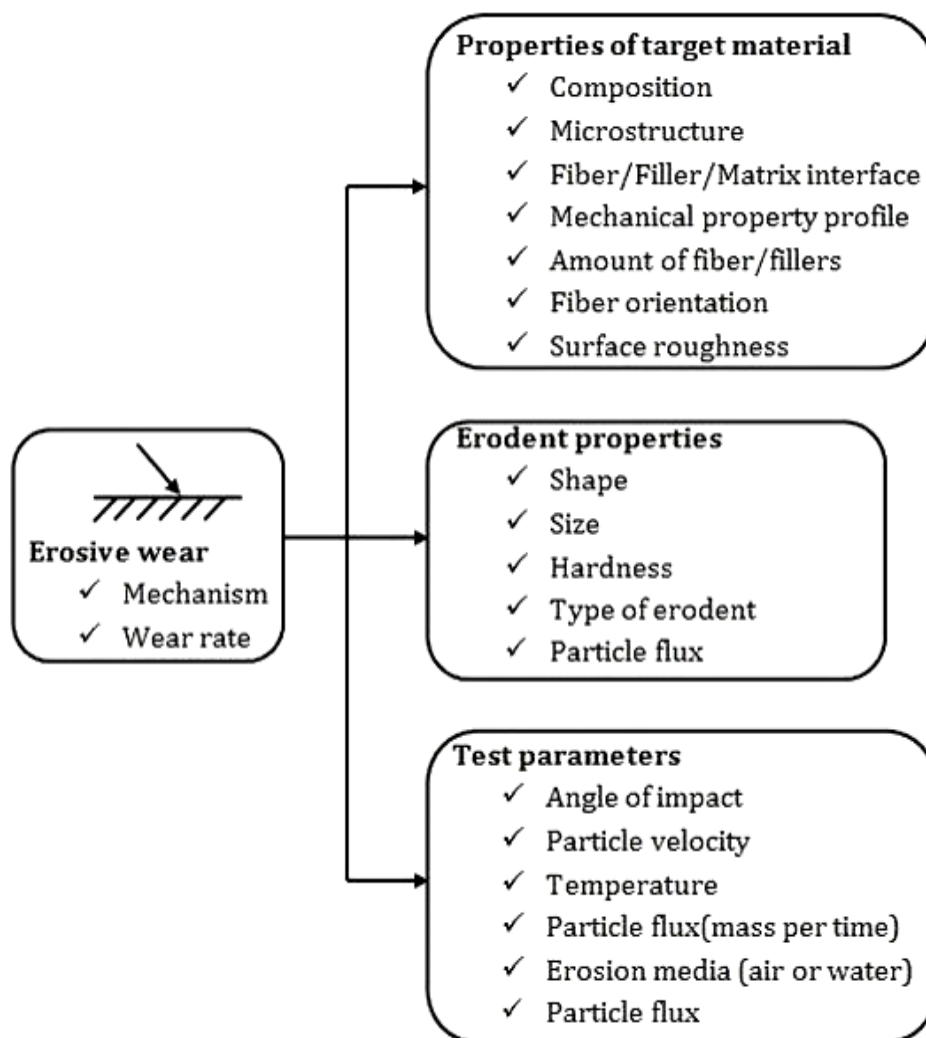 Properties of target material
✓ Composition
✓ Microstructure
✓ Fiber/Filler/Matrix interface
✓ Mechanical property profile
✓ Amount of fiber/fillers
✓ Fiber orientation
✓ Surface roughness
Erosive wear
✓ Mechanism
✓ Wear rate
Erodent properties
✓ Shape
✓ Size
✓ Hardness
✓ Type of erodent
✓ Particle flux
Test parameters
✓ Angle of impact
✓ Particle velocity
✓ Temperature
✓ Particle flux(mass per time)
✓ Erosion media (air or water)
✓ Particle flux